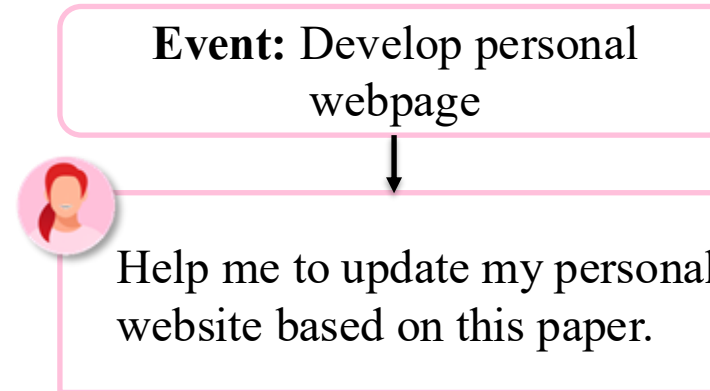 Event: Develop personal
webpage
Help me to update my personal
website based on this paper.